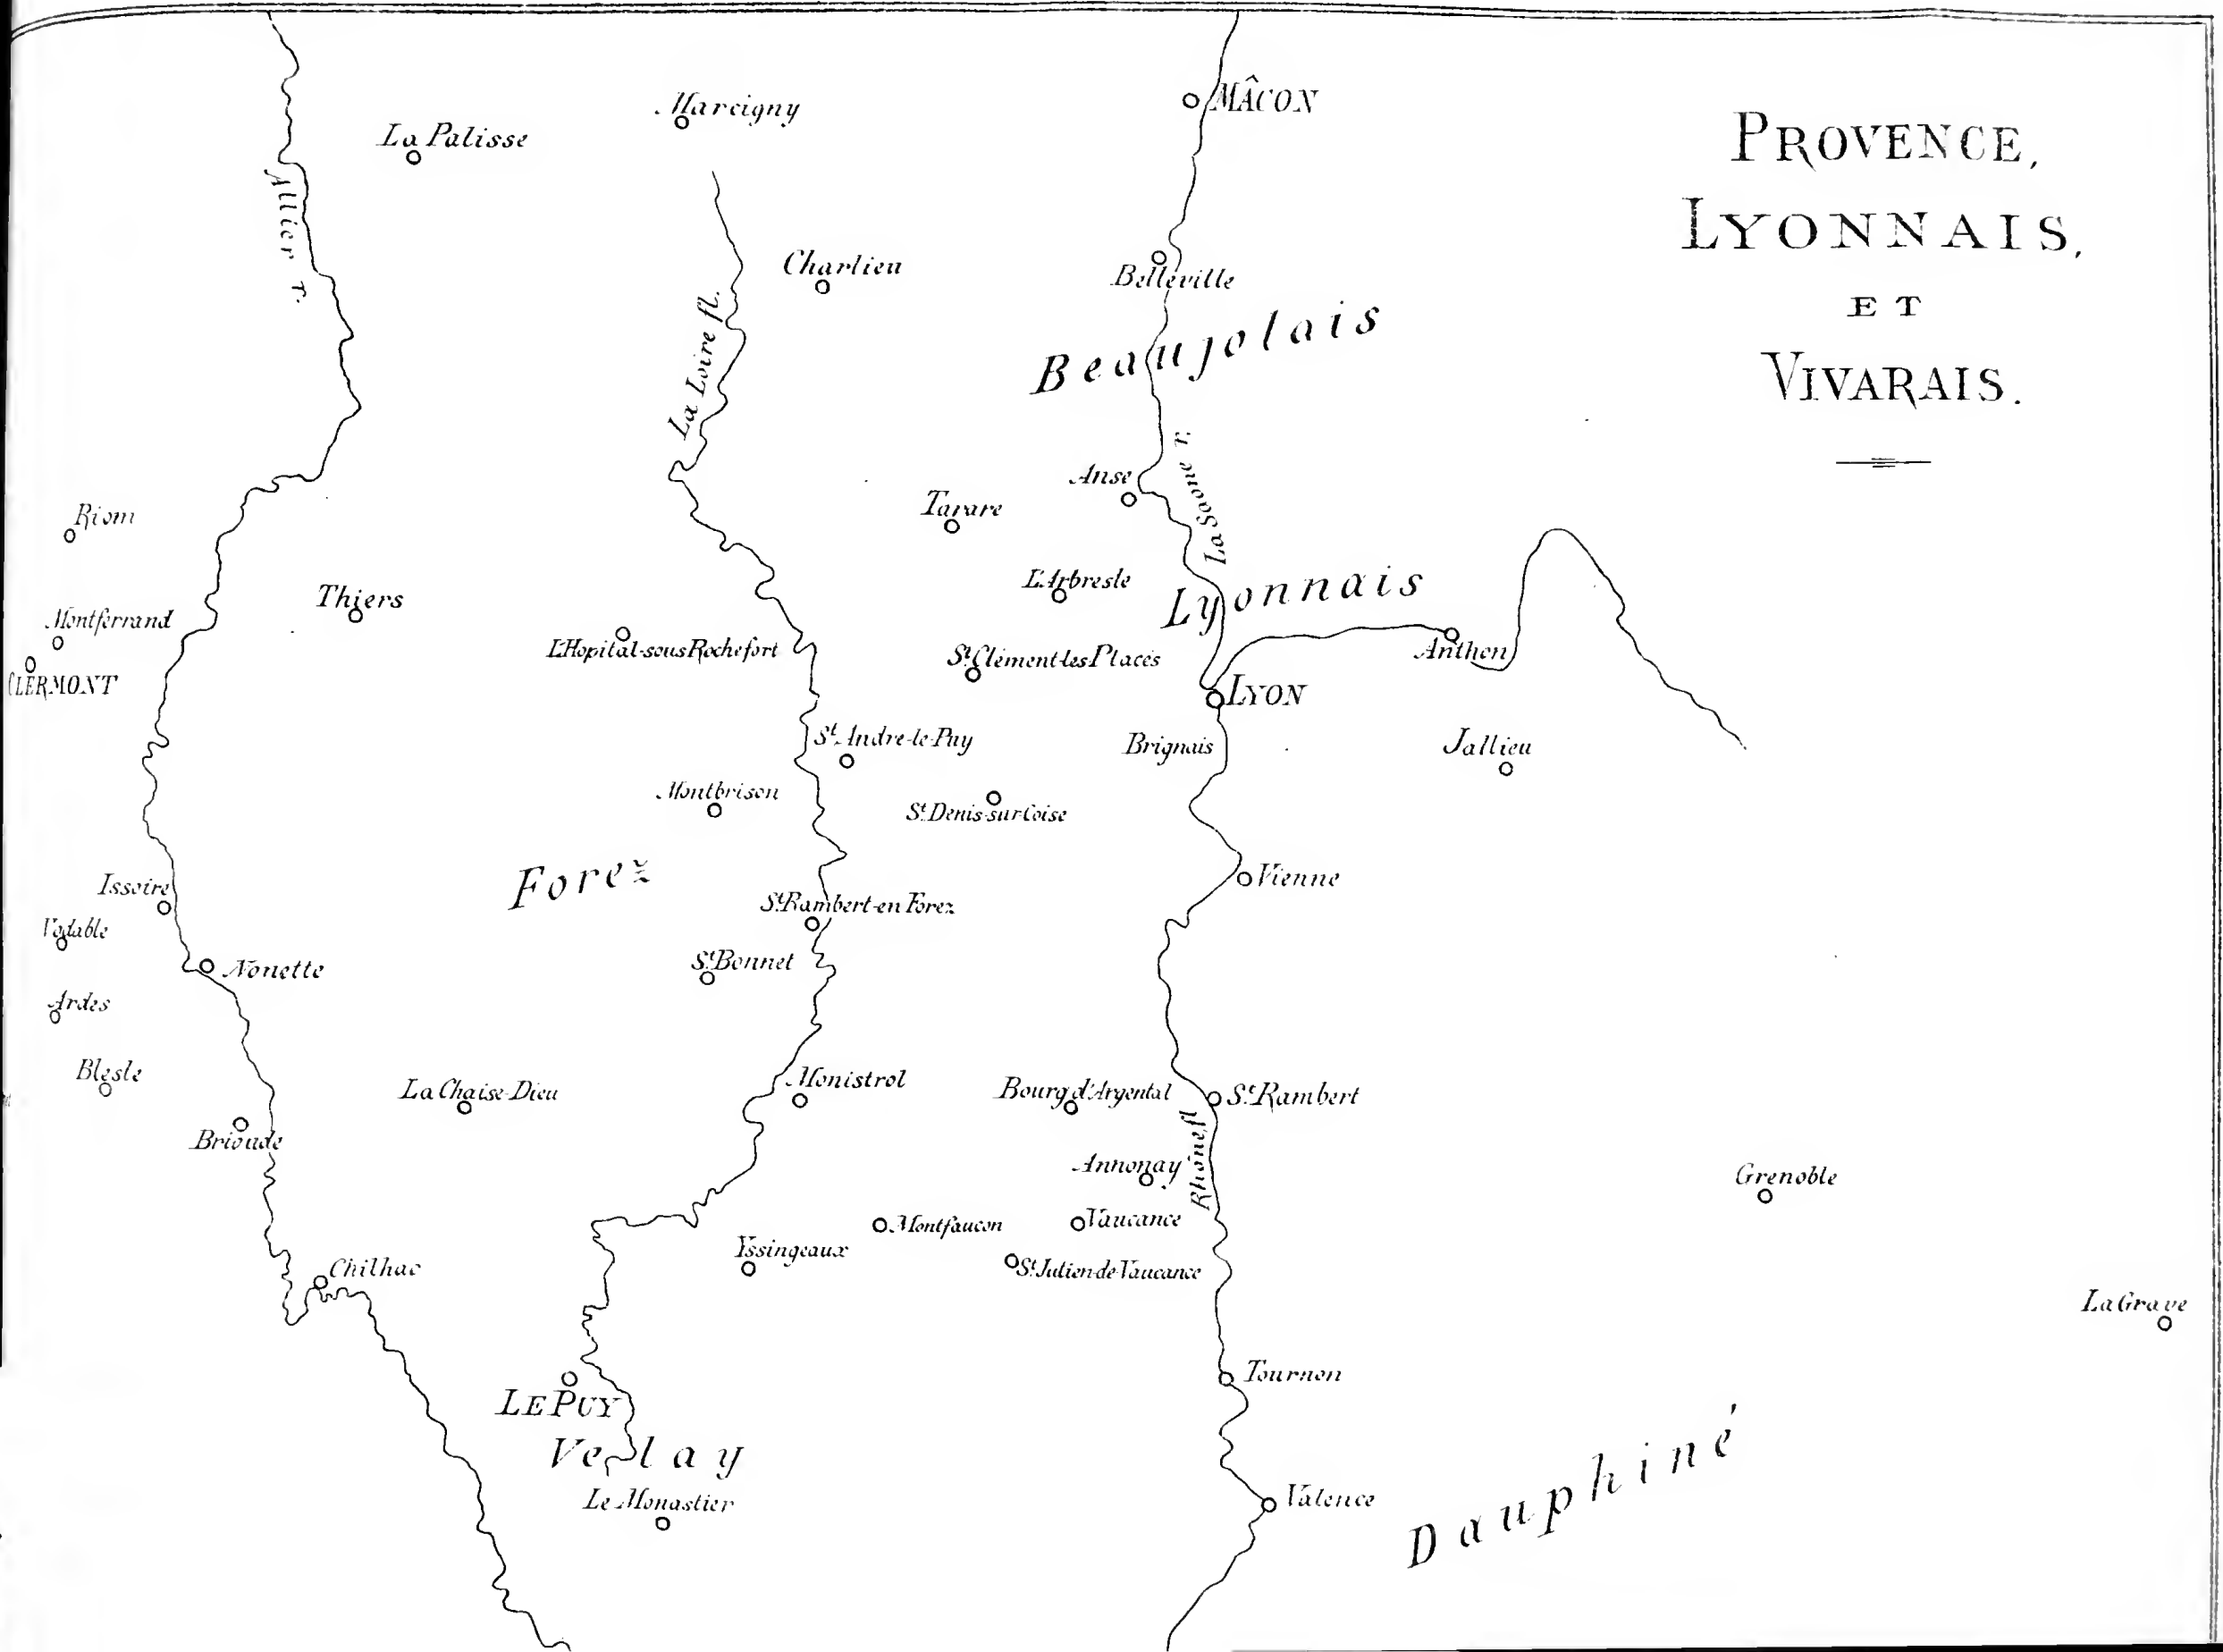 PROVENCE,
LYONNAIS,
ET
VIVARAIS.
MÂCON
Marcigny
La Palisse
Allier r.
Charlieu
Belleville
La Loire fl.
Beaujolais
Anse
La Saone r.
Tarare
Riom
L'Arbresle
Lyonnais
Thiers
Montferrand
L'Hopital-sous Rochefort
St. Clément-les Places
Anthon
CLERMONT
LYON
St. Andre-le-Puy
Brignais
Jallieu
Montbrison
St. Denis-sur-Coise
Forez
Vienne
Issoire
St. Rambert-en Forez
Vodable
Nonette
St. Bonnet
Ardes
Blesle
La Chaise-Dieu
Monistrol
Bourg d'Argental
St. Rambert
Brioude
Rhône fl
Annonay
Grenoble
Montfaucon
Vaucance
Yssingeaux
Chilhac
St. Julien-de-Vaucance
La Grave
Tournon
LE PUY
Velay
Dauphiné
Le Monastier
Valence